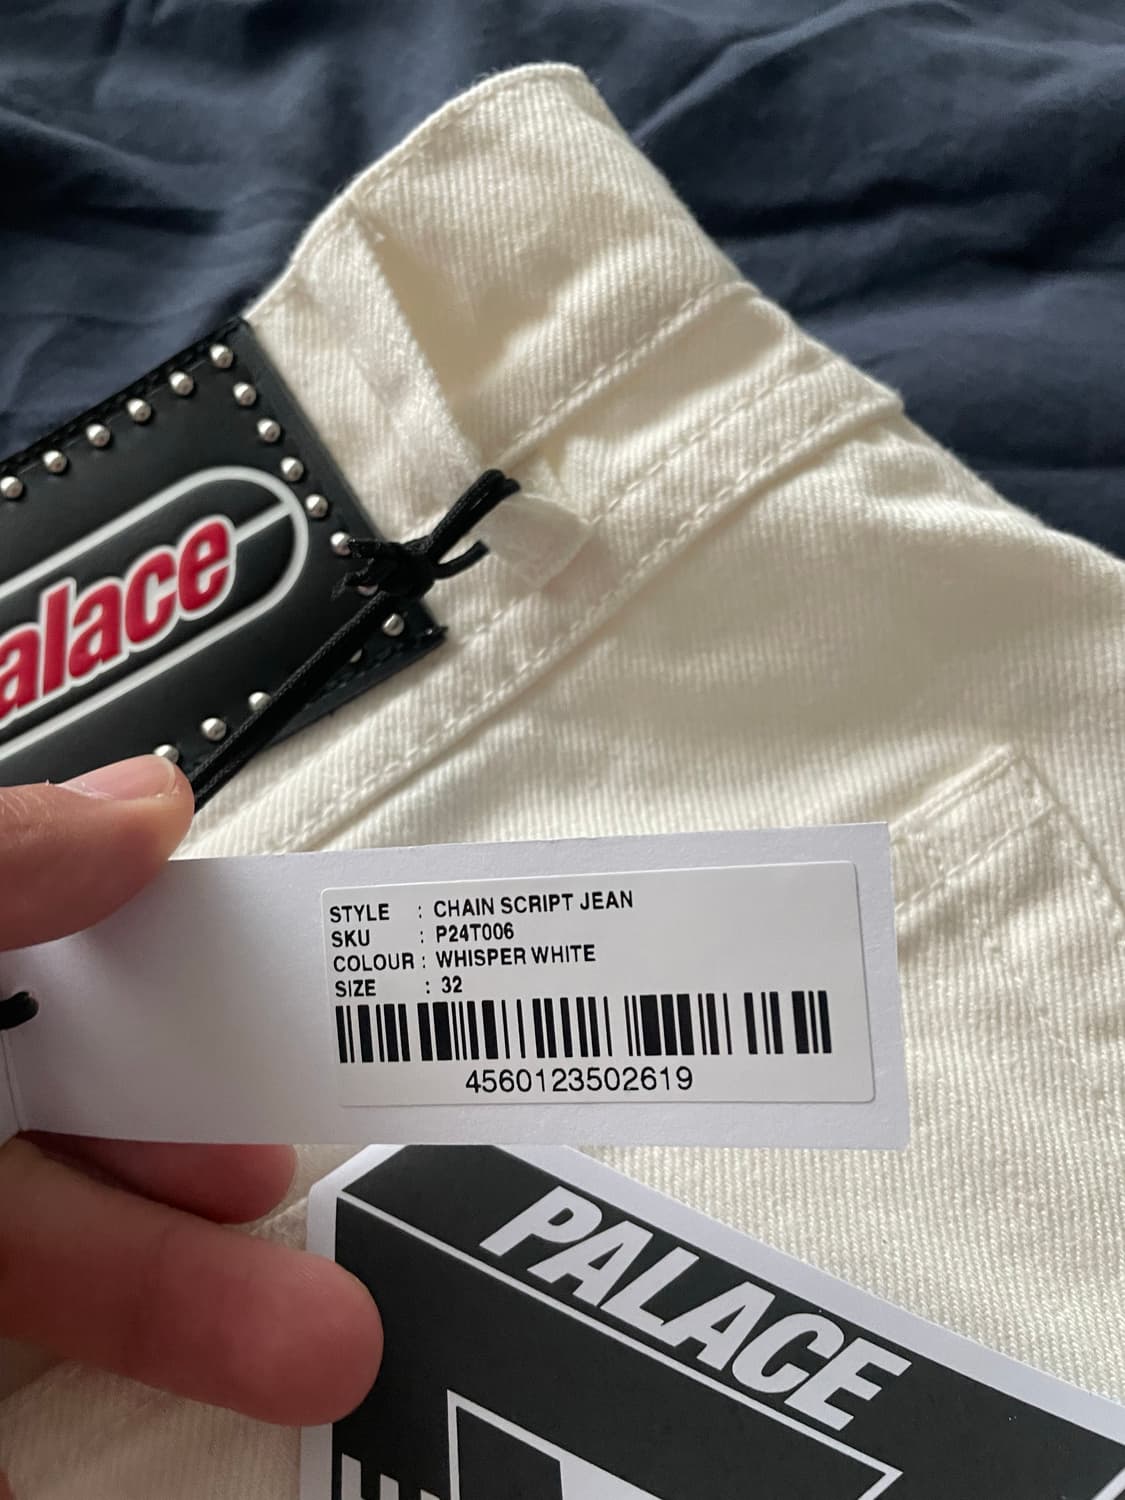 alace
STYLE : CHAIN SCRIPT JEAN
SKU : P24T006
COLOUR : WHISPER WHITE
SIZE : 32
4560123502619
PALACE